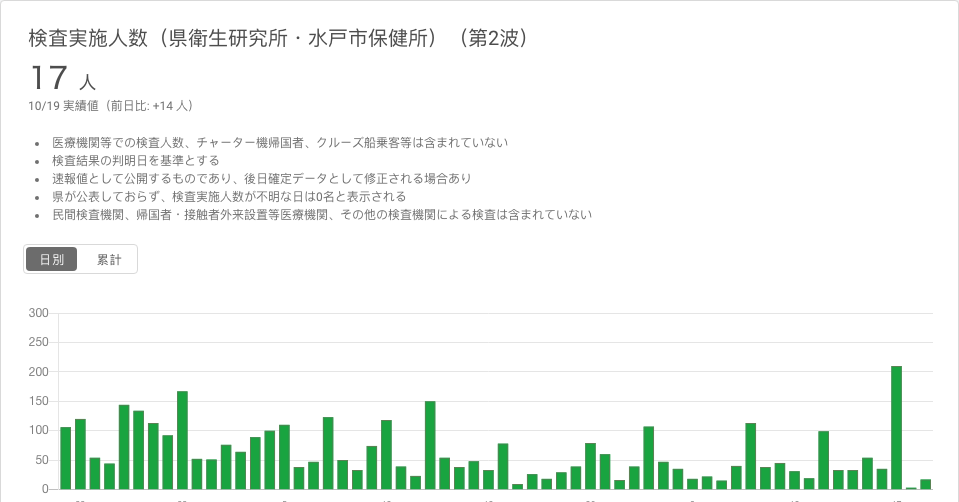 検査実施人数（県衛生研究所・水戸市保健所）（第2波）
17 人
10/19 実績値（前日比: +14 人）
• 医療機関等での検査人数、チャーター機帰国者、クルーズ船乗客等は含まれていない
• 検査結果の判明日を基準とする
• 速報値として公開するものであり、後日確定データとして修正される場合あり
• 県が公表しておらず、検査実施人数が不明な日は0名と表示される
• 民間検査機関、帰国者・接触者外来設置等医療機関、その他の検査機関による検査は含まれていない
日別 累計
300
250
200
150
100
50
0